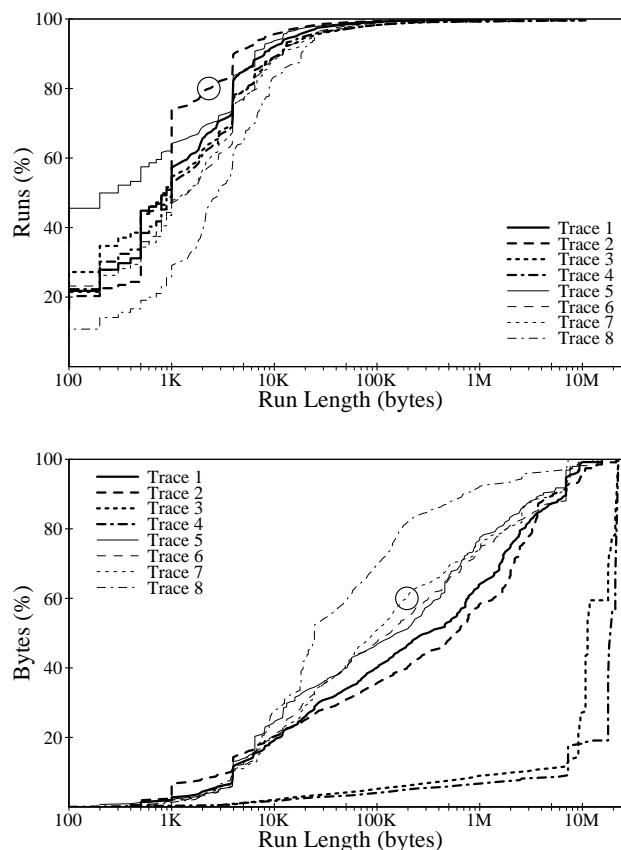 100
80
60
40
20
Runs (%)
Trace 1
Trace 2
Trace 3
Trace 4
Trace 5
Trace 6
Trace 7
Trace 8
100 1K 10K 100K 1M 10M
Run Length (bytes)
100
80
60
40
20
Bytes (%)
Trace 1
Trace 2
Trace 3
Trace 4
Trace 5
Trace 6
Trace 7
Trace 8
100 1K 10K 100K 1M 10M
Run Length (bytes)